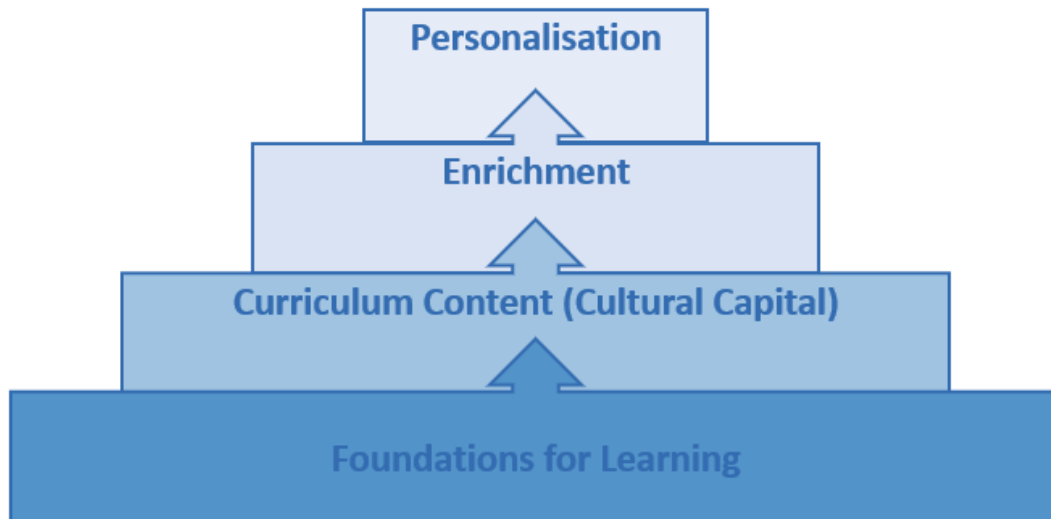 Personalisation
Enrichment
Curriculum Content (Cultural Capital)
Foundations for Learning